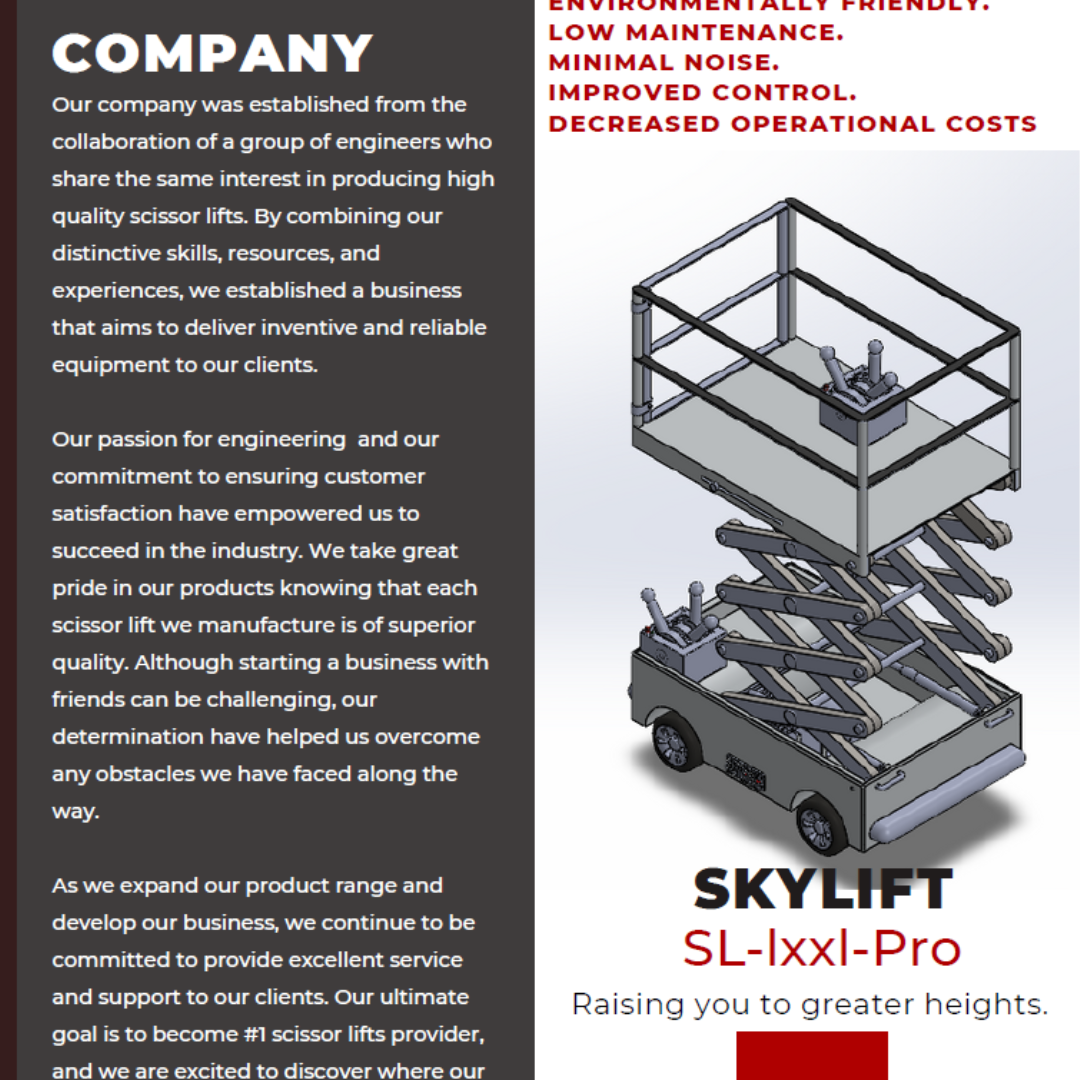 COMPANY
Our company was established from the
collaboration of a group of engineers who
share the same interest in producing high
quality scissor lifts. By combining our
distinctive skills, resources, and
experiences, we established a business
that aims to deliver inventive and reliable
equipment to our clients.
Our passion for engineering  and our
commitment to ensuring customer
satisfaction have empowered us to
succeed in the industry. We take great
pride in our products knowing that each
scissor lift we manufacture is of superior
quality. Although starting a business with
friends can be challenging, our
determination have helped us overcome
any obstacles we have faced along the
way.
As we expand our product range and
develop our business, we continue to be
committed to provide excellent service
and support to our clients. Our ultimate
goal is to become #1 scissor lifts provider,
and we are excited to discover where our
ENVIRONMENTALLY FRIENDLY.
LOW MAINTENANCE.
MINIMAL NOISE.
IMPROVED CONTROL.
DECREASED OPERATIONAL COSTS
SKYLIFT
SL-lxxl-Pro
Raising you to greater heights.